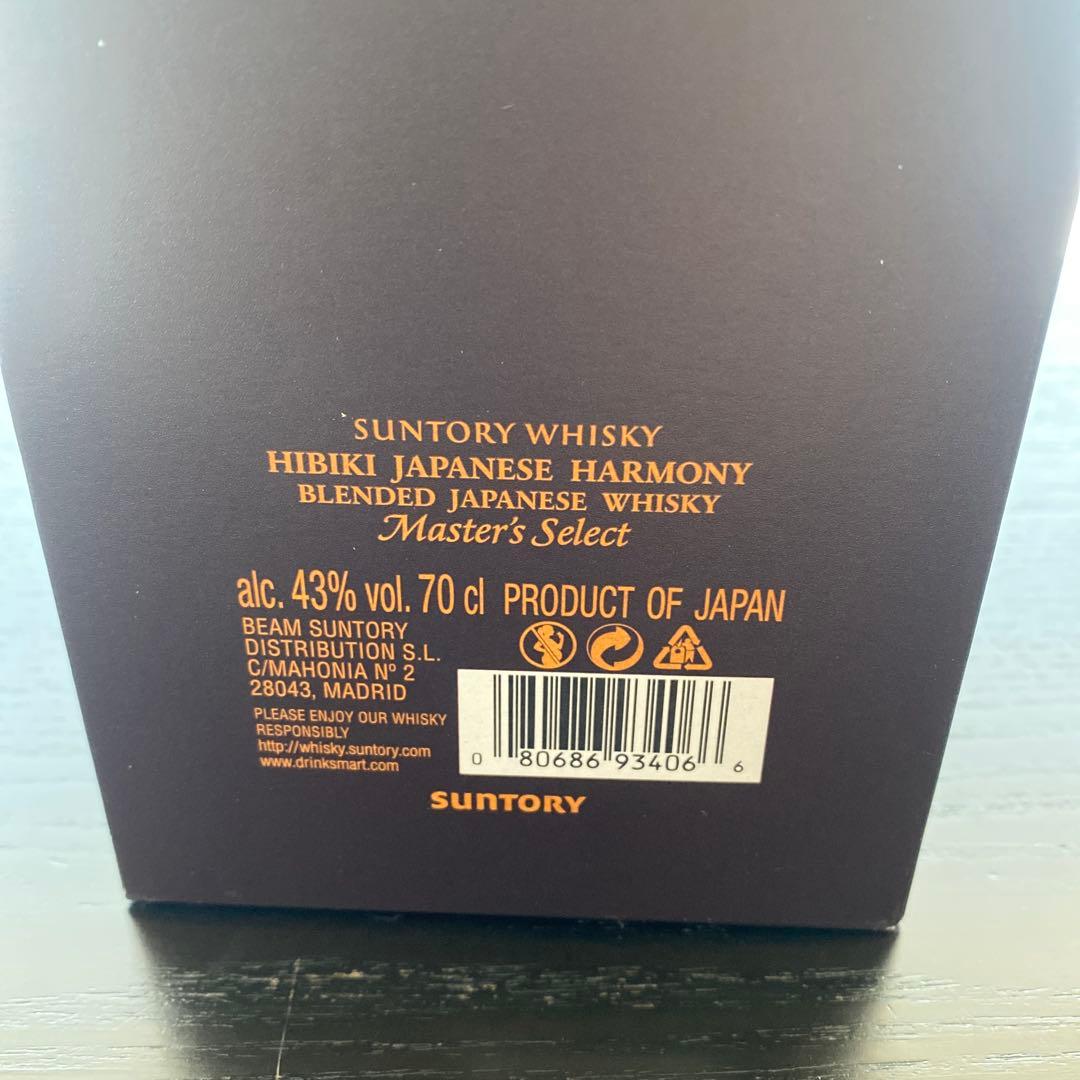 SUNTORY WHISKY
HIBIKI JAPANESE HARMONY
BLENDED JAPANESE WHISKY
Master's Select
alc. 43% vol. 70 cl PRODUCT OF JAPAN
BEAM SUNTORY
DISTRIBUTION S.L.
C/MAHONIA Nº 2
28043, MADRID
PLEASE ENJOY OUR WHISKY
RESPONSIBLY
http://whisky.suntory.com
www.drinksmart.com
0 80686 93406 6
SUNTORY